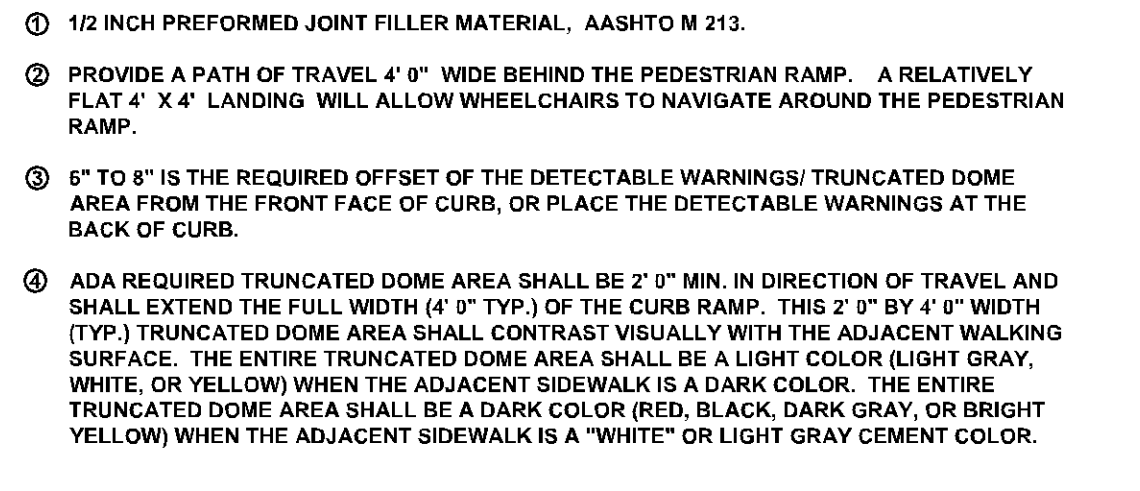 ① 1/2 INCH PREFORMED JOINT FILLER MATERIAL, AASHTO M 213.
② PROVIDE A PATH OF TRAVEL 4' 0" WIDE BEHIND THE PEDESTRIAN RAMP. A RELATIVELY
FLAT 4' X 4' LANDING WILL ALLOW WHEELCHAIRS TO NAVIGATE AROUND THE PEDESTRIAN
RAMP.
③ 6" TO 8" IS THE REQUIRED OFFSET OF THE DETECTABLE WARNINGS/ TRUNCATED DOME
AREA FROM THE FRONT FACE OF CURB, OR PLACE THE DETECTABLE WARNINGS AT THE
BACK OF CURB.
④ ADA REQUIRED TRUNCATED DOME AREA SHALL BE 2' 0" MIN. IN DIRECTION OF TRAVEL AND
SHALL EXTEND THE FULL WIDTH (4' 0" TYP.) OF THE CURB RAMP. THIS 2' 0" BY 4' 0" WIDTH
(TYP.) TRUNCATED DOME AREA SHALL CONTRAST VISUALLY WITH THE ADJACENT WALKING
SURFACE. THE ENTIRE TRUNCATED DOME AREA SHALL BE A LIGHT COLOR (LIGHT GRAY,
WHITE, OR YELLOW) WHEN THE ADJACENT SIDEWALK IS A DARK COLOR. THE ENTIRE
TRUNCATED DOME AREA SHALL BE A DARK COLOR (RED, BLACK, DARK GRAY, OR BRIGHT
YELLOW) WHEN THE ADJACENT SIDEWALK IS A "WHITE" OR LIGHT GRAY CEMENT COLOR.